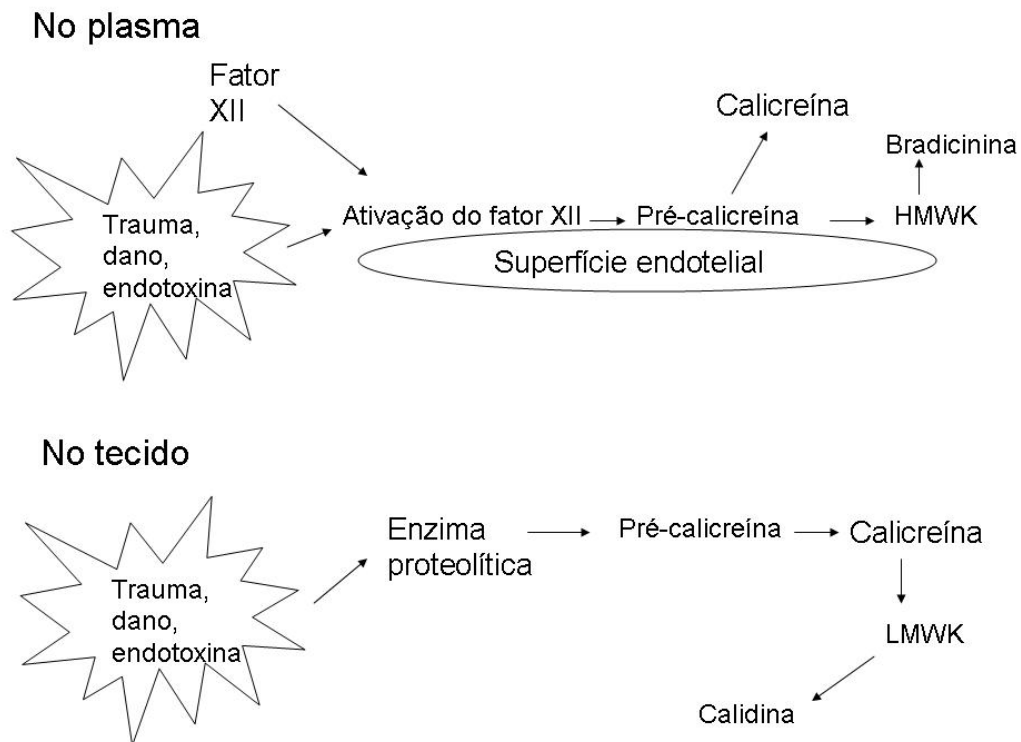 No plasma
Fator
XII
Calicreína
Bradicinina
Trauma,
dano,
endotoxina
Ativação do fator XII
Pré-calicreína
HMWK
Superfície endotelial
No tecido
Enzima
proteolítica
Pré-calicreína
Calicreína
Trauma,
dano,
endotoxina
LMWK
Calidina